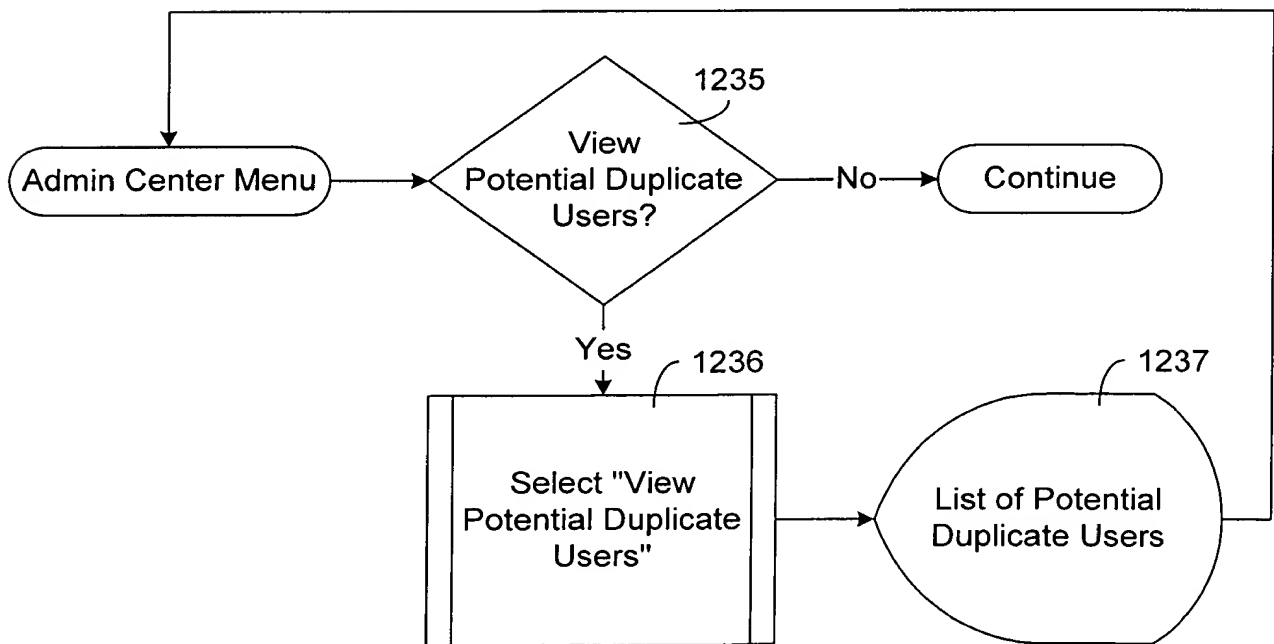 1235
View
Potential Duplicate
Users?
Admin Center Menu
No
Continue
Yes
1236
1237
Select "View
Potential Duplicate
Users"
List of Potential
Duplicate Users